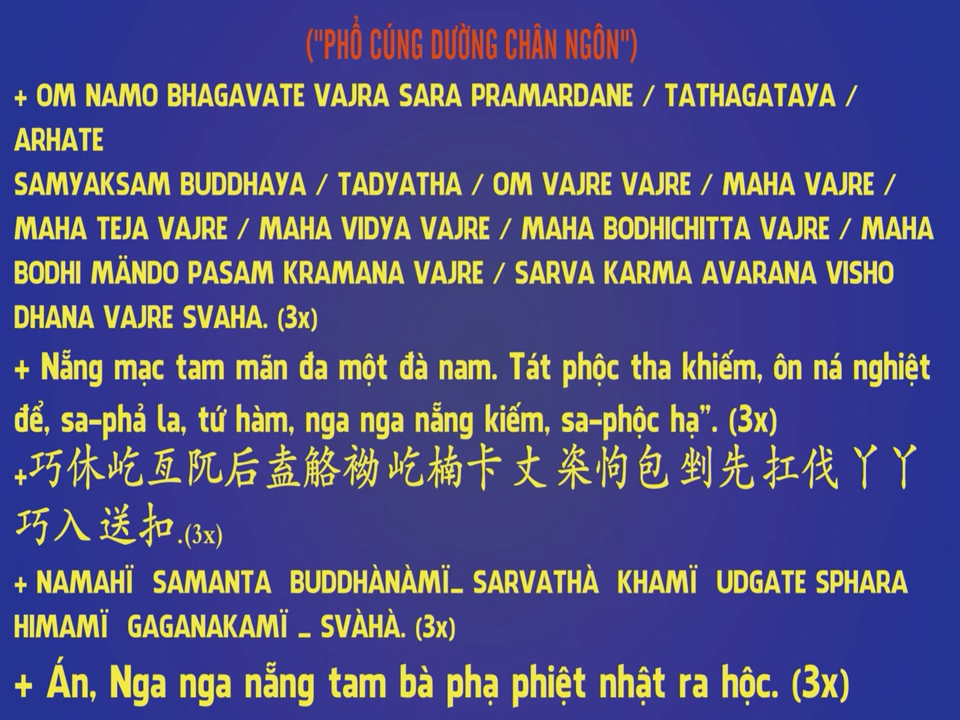 ("PHỔ CÚNG DƯỜNG CHÂN NGÔN")
+ OM NAMO BHAGAVATE VAJRA SARA PRAMARDANE / TATHAGATAYA /
ARHATE
SAMYAKSAM BUDDHAYA / TADYATHA / OM VAJRE VAJRE / MAHA VAJRE /
MAHA TEJA VAJRE / MAHA VIDYA VAJRE / MAHA BODHICHITTA VAJRE / MAHA
BODHI MÄNDO PASAM KRAMANA VAJRE / SARVA KARMA AVARANA VISHO
DHANA VAJRE SVAHA. (3x)
+ Nẵng mạc tam mãn đa một đà nam. Tát phộc tha khiếm, ôn ná nghiệt
để, sa-phả la, tứ hàm, nga nga nẵng kiếm, sa-phộc hạ”. (3x)
+巧休屹亙阢后盍觡袎屹楠卡丈栥怐包剉先扛伐丫丫
巧入送扣.(3x)
+ NAMAHÏ SAMANTA BUDDHÀNÀMÏ_ SARVATHÀ KHAMÏ UDGATE SPHARA
HIMAMÏ GAGANAKAMÏ _ SVÀHÀ. (3x)
+ Án, Nga nga nẵng tam bà phạ phiệt nhật ra hộc. (3x)